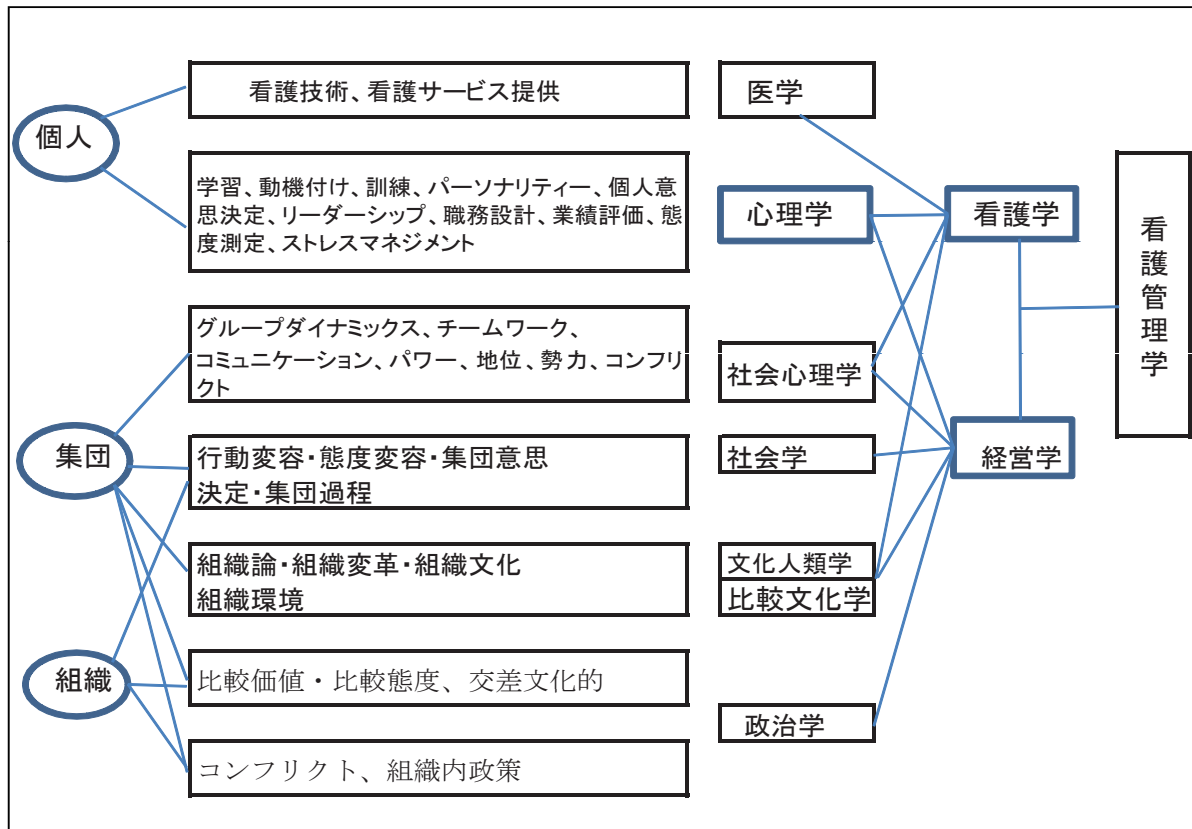 個人
看護技術、看護サービス提供
学習、動機付け、訓練、パーソナリティー、個人意
思決定、リーダーシップ、職務設計、業績評価、態
度測定、ストレスマネジメント
集団
グループダイナミックス、チームワーク、
コミュニケーション、パワー、地位、勢力、コンフリ
クト
行動変容・態度変容・集団意思
決定・集団過程
組織論・組織変革・組織文化
組織環境
組織
比較価値・比較態度、交差文化的
コンフリクト、組織内政策
医学
心理学
社会心理学
社会学
文化人類学
比較文化学
政治学
看護学
経営学
看護管理学